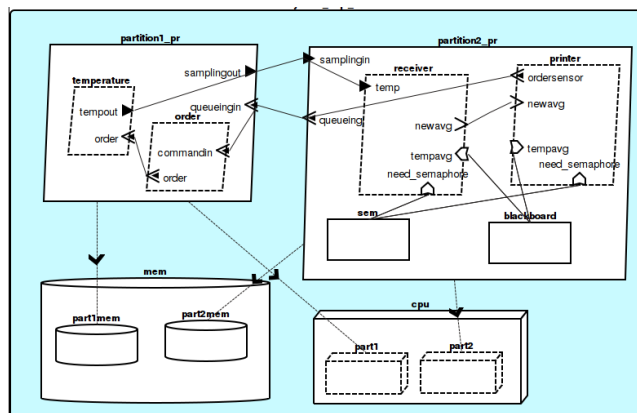 partition1_pr
partition2_pr
temperature
samplingout
samplingin
receiver
printer
temp
ordersensor
tempout
queueingin
order
queueing
newavg
newavg
order
commandin
tempavg
tempavg
need_semaphore
need_semaphore
order
sem
blackboard
mem
part1mem
part2mem
cpu
part1
part2